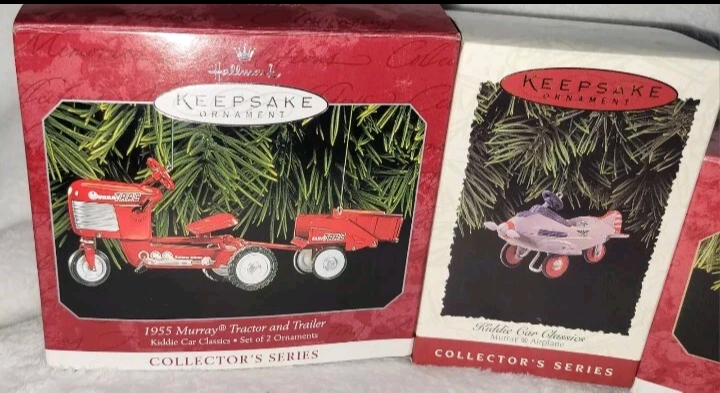 Hallmark
KEEPSAKE
ORNAMENT
1955 Murray® Tractor and Trailer
Kiddie Car Classics • Set of 2 Ornaments
COLLECTOR'S SERIES
KEEPSAKE
ORNAMENT
Kiddie Car Classics
Murray® Airplane
COLLECTOR'S SERIES